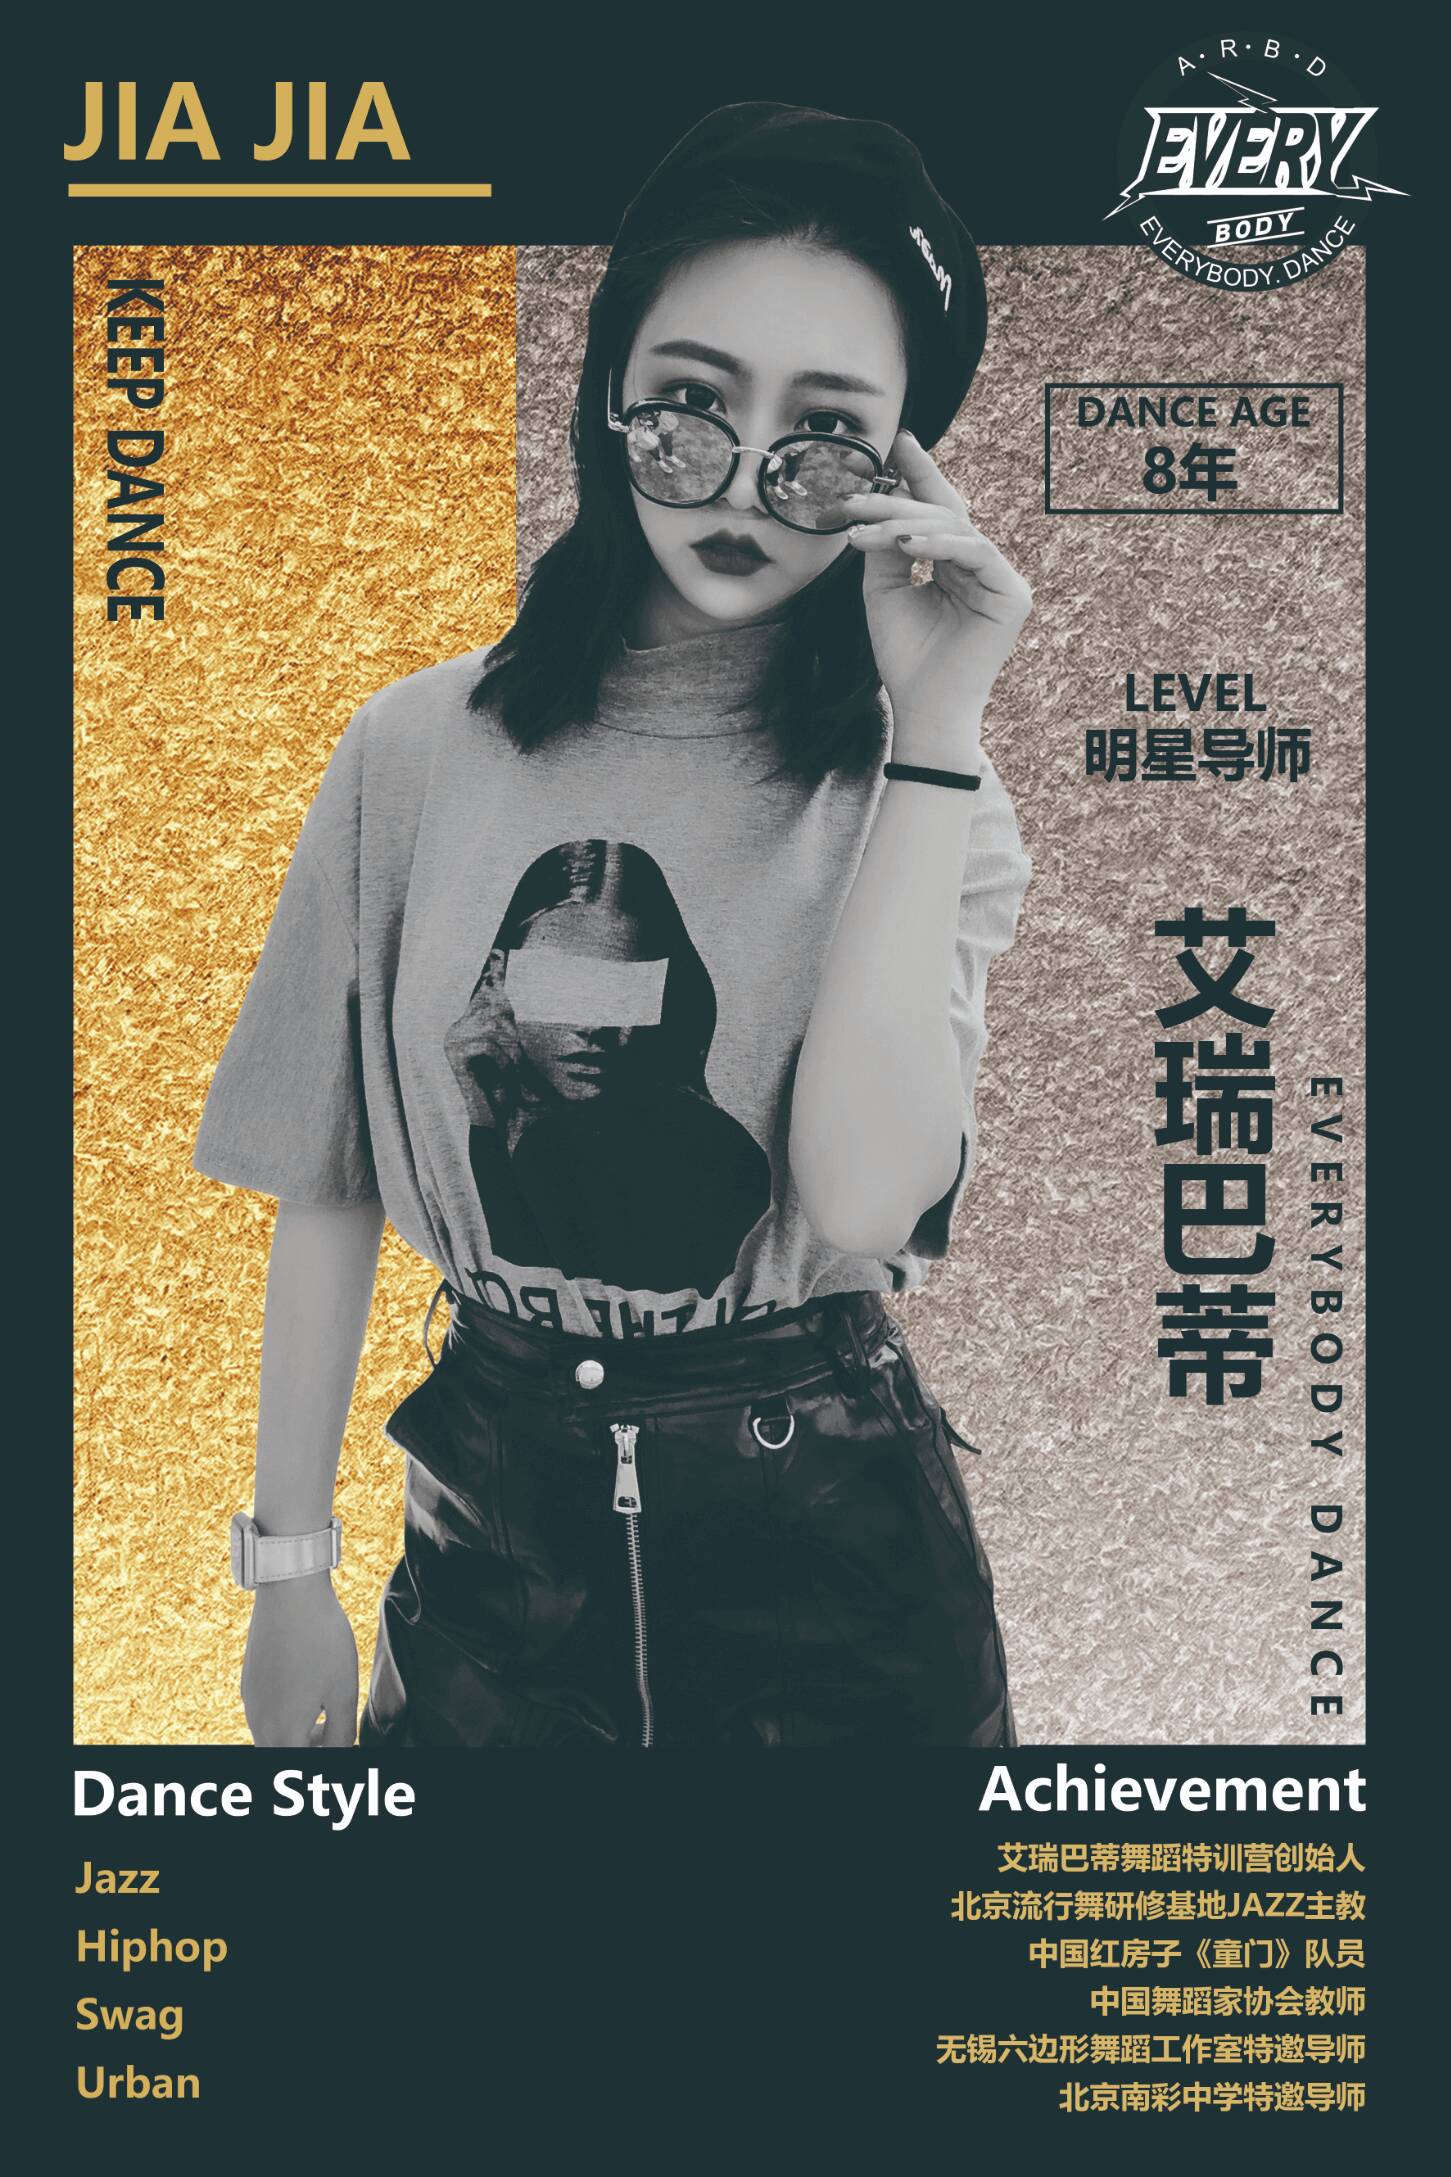 JIA JIA
A·R·B·D
EVERY
BODY
EVERYBODY.DANCE
KEEP DANCE
DANCE AGE
8年
LEVEL
明星导师
艾瑞巴蒂
EVERYBODY DANCE
Dance Style
Jazz
Hiphop
Swag
Urban
Achievement
艾瑞巴蒂舞蹈特训营创始人
北京流行舞研修基地JAZZ主教
中国红房子《童门》队员
中国舞蹈家协会教师
无锡六边形舞蹈工作室特邀导师
北京南彩中学特邀导师